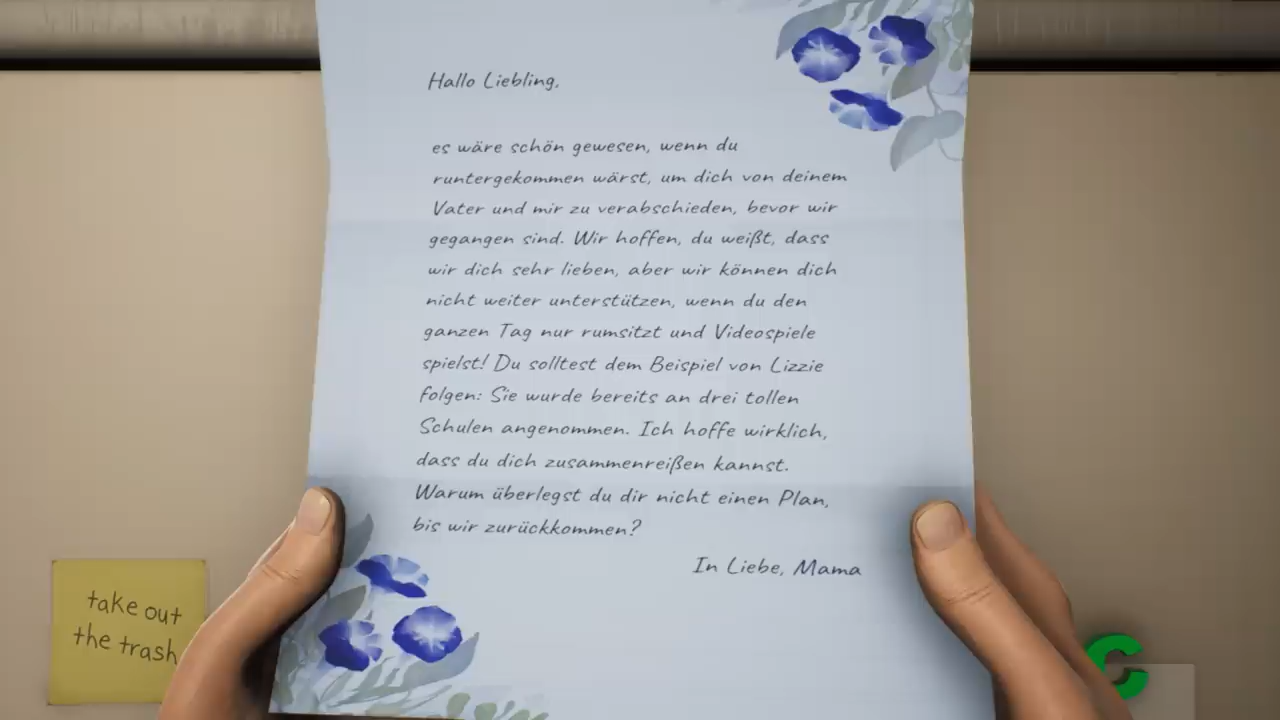 Hallo Liebling,
es wäre schön gewesen, wenn du
runtergekommen wärst, um dich von deinem
Vater und mir zu verabschieden, bevor wir
gegangen sind. Wir hoffen, du weißt, dass
wir dich sehr lieben, aber wir können dich
nicht weiter unterstützen, wenn du den
ganzen Tag nur rumsitzt und Videospiele
spielst! Du solltest dem Beispiel von Lizzie
folgen: Sie wurde bereits an drei tollen
Schulen angenommen. Ich hoffe wirklich,
dass du dich zusammenreißen kannst.
Warum überlegst du dir nicht einen Plan,
bis wir zurückkommen?
In Liebe, Mama
take out
the trash
C